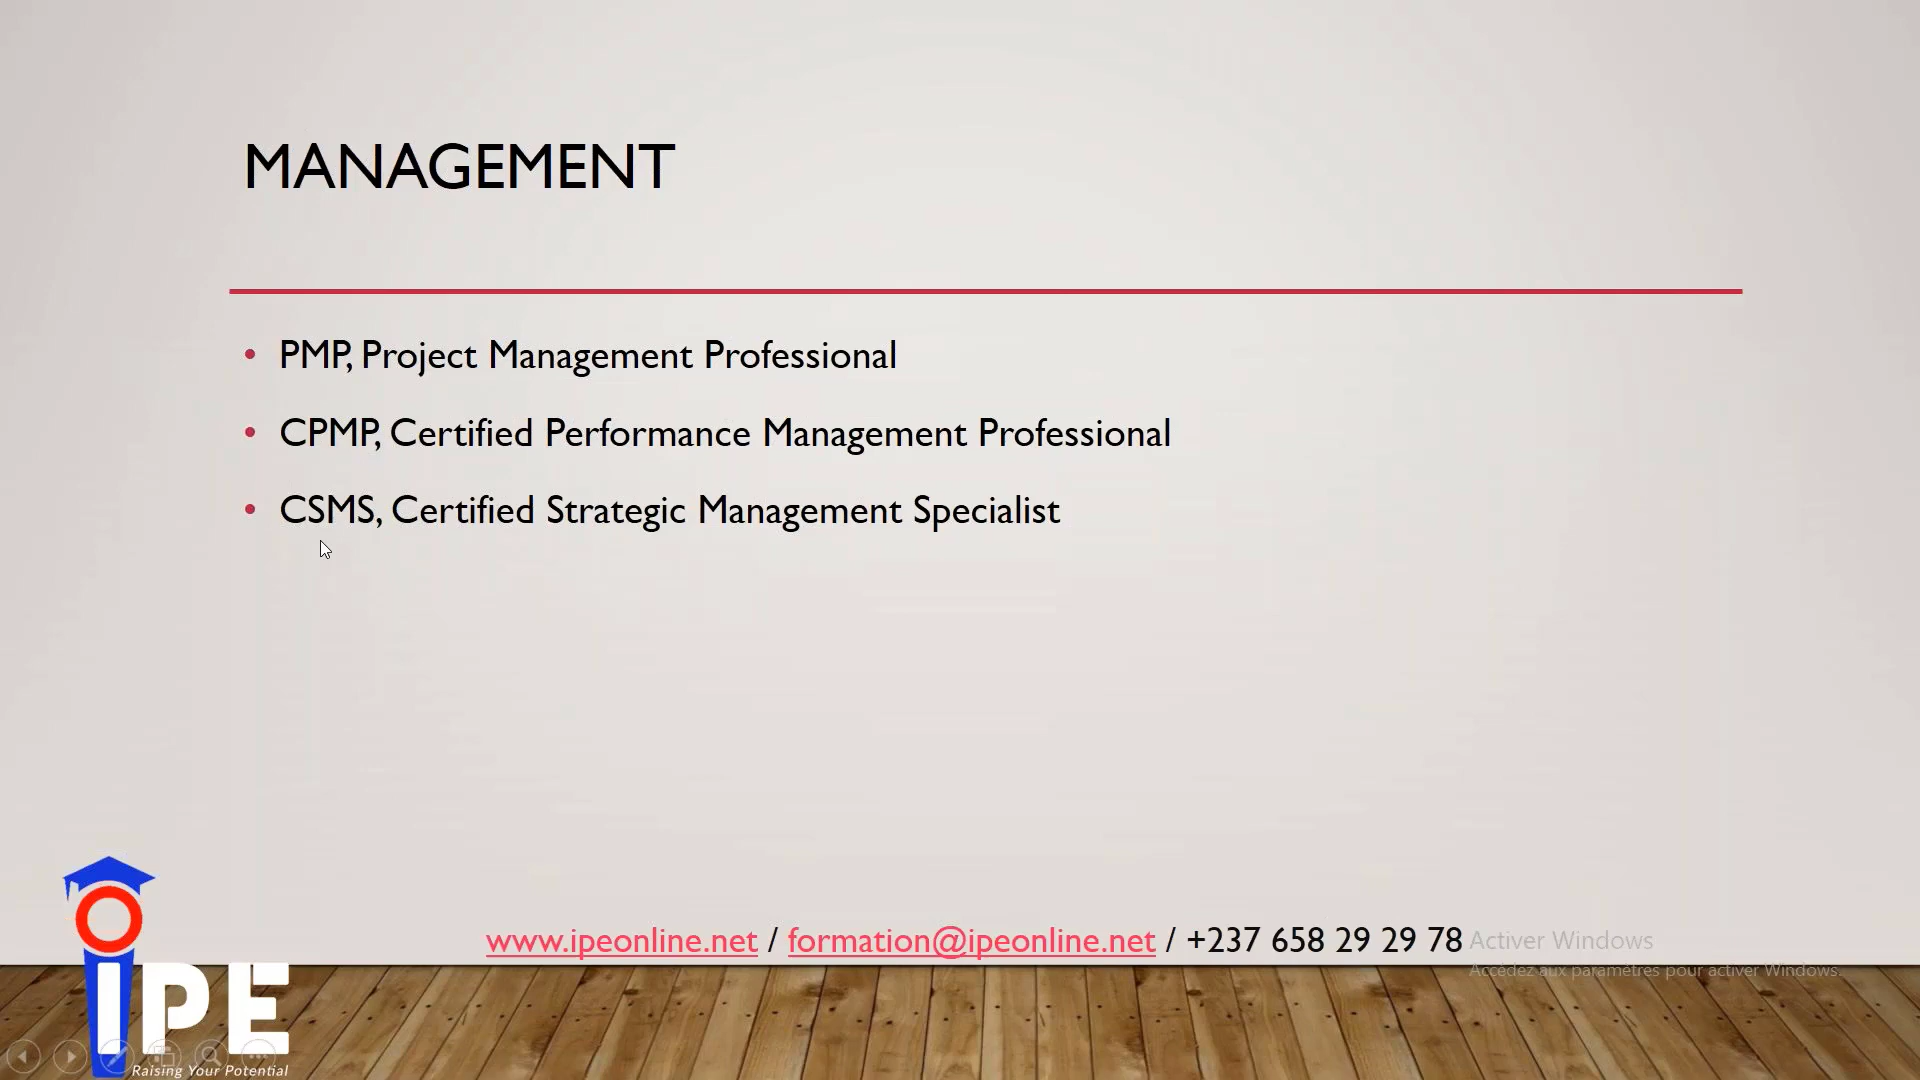 MANAGEMENT
• PMP, Project Management Professional
• CPMP, Certified Performance Management Professional
• CSMS, Certified Strategic Management Specialist
www.ipeonline.net / formation@ipeonline.net / +237 658 29 29 78
Activer Windows
Accédez aux paramètres pour activer Windows.
iPE
Raising Your Potential